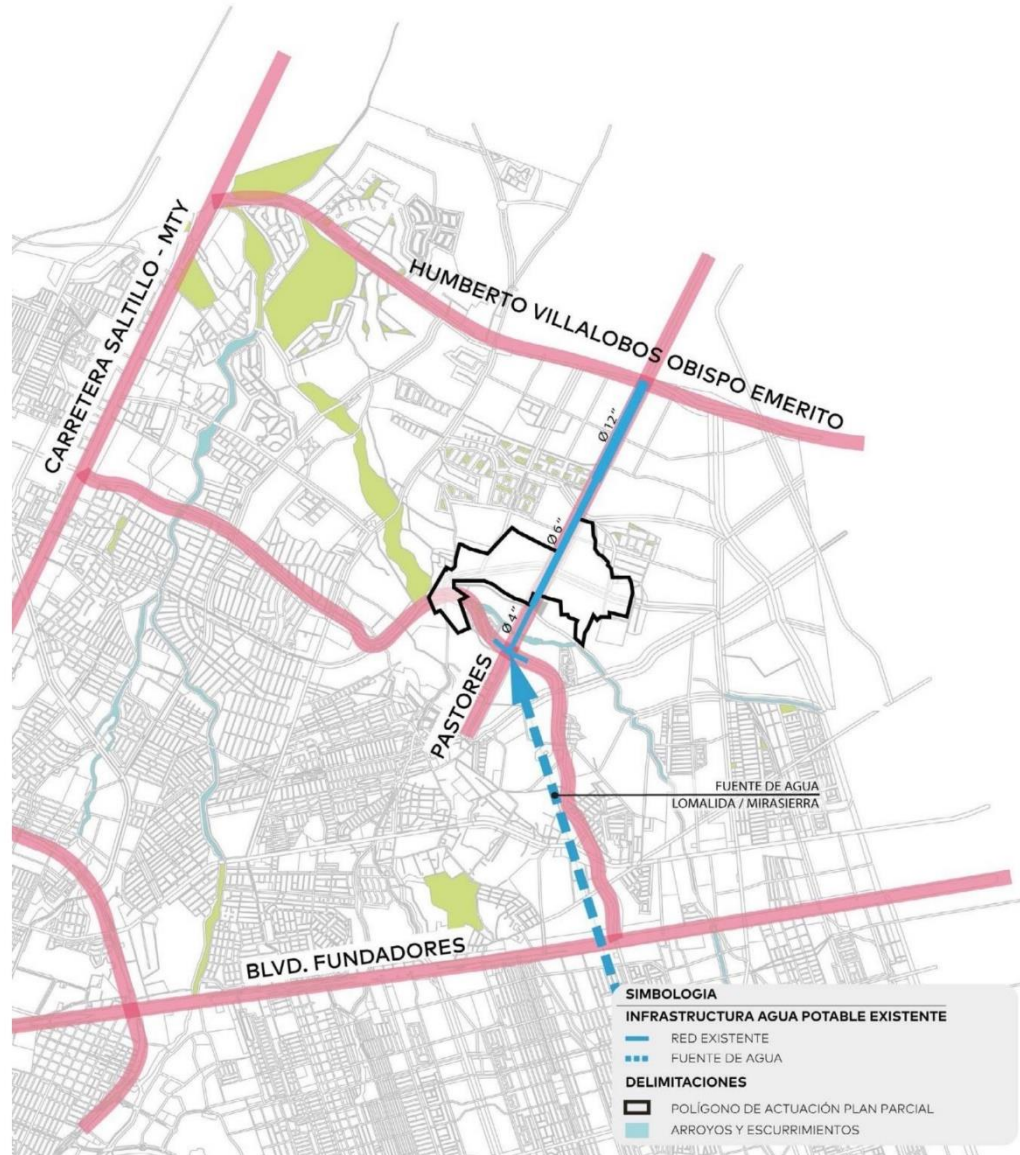 CARRETERA SALTILLO - MTY
HUMBERTO VILLALOBOS OBISPO EMERITO
Ø12"
Ø6"
Ø4"
PASTORES
FUENTE DE AGUA
LOMALIDA / MIRASIERRA
BLVD. FUNDADORES
SIMBOLOGIA
INFRASTRUCTURA AGUA POTABLE EXISTENTE
RED EXISTENTE
FUENTE DE AGUA
DELIMITACIONES
POLÍGONO DE ACTUACIÓN PLAN PARCIAL
ARROYOS Y ESCURRIMIENTOS